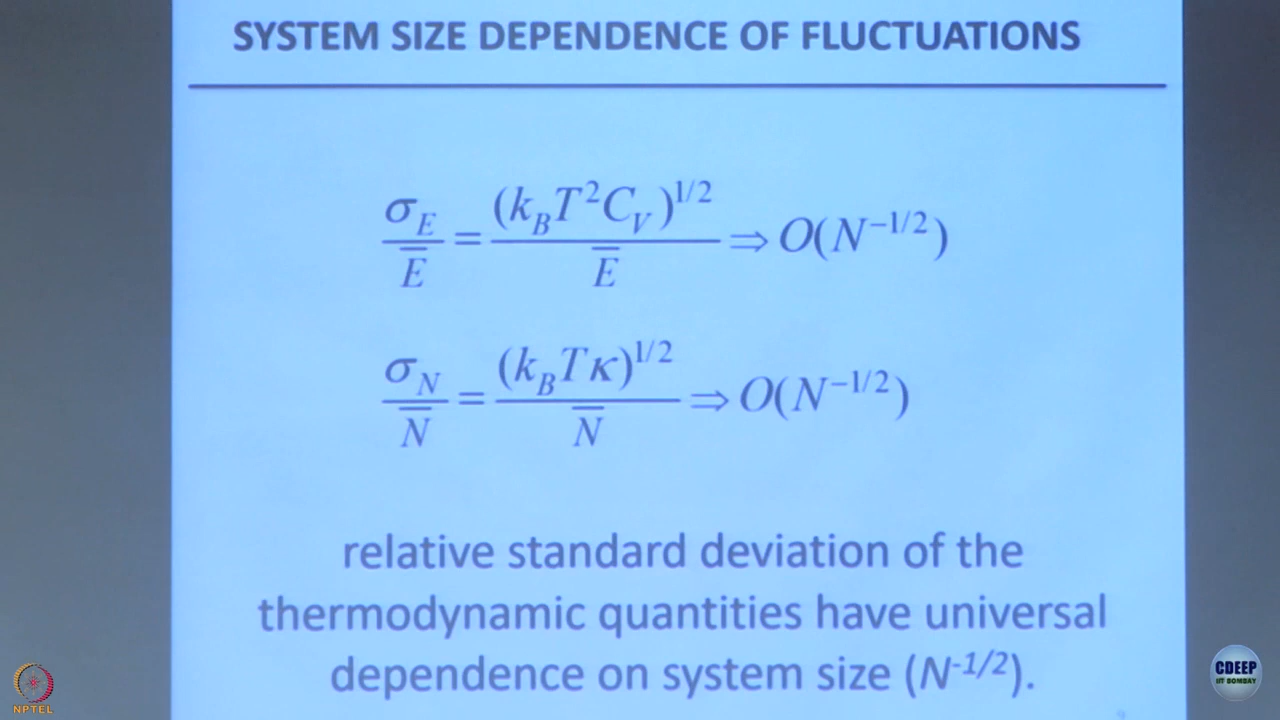 SYSTEM SIZE DEPENDENCE OF FLUCTUATIONS
σ_E / E̅ = (k_B T² C_V)^{1/2} / E̅ ⇒ O(N^{−1/2})
σ_N / N̅ = (k_B T κ)^{1/2} / N̅ ⇒ O(N^{−1/2})
relative standard deviation of the
thermodynamic quantities have universal
dependence on system size (N^{-1/2}).
NPTEL
CDEEP
IIT BOMBAY